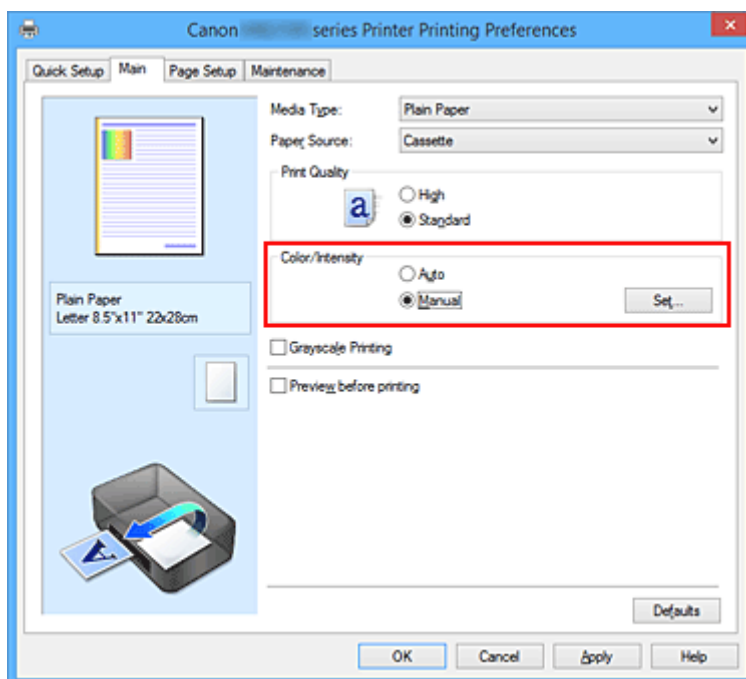 Canon series Printer Printing Preferences
Quick Setup Main Page Setup Maintenance
Media Type: Plain Paper
Paper Source: Cassette
Print Quality
a
High
Standard
Color/Intensity
Auto
Manual
Set...
Plain Paper
Letter 8.5"x11" 22x28cm
Grayscale Printing
Preview before printing
A
Defaults
OK Cancel Apply Help